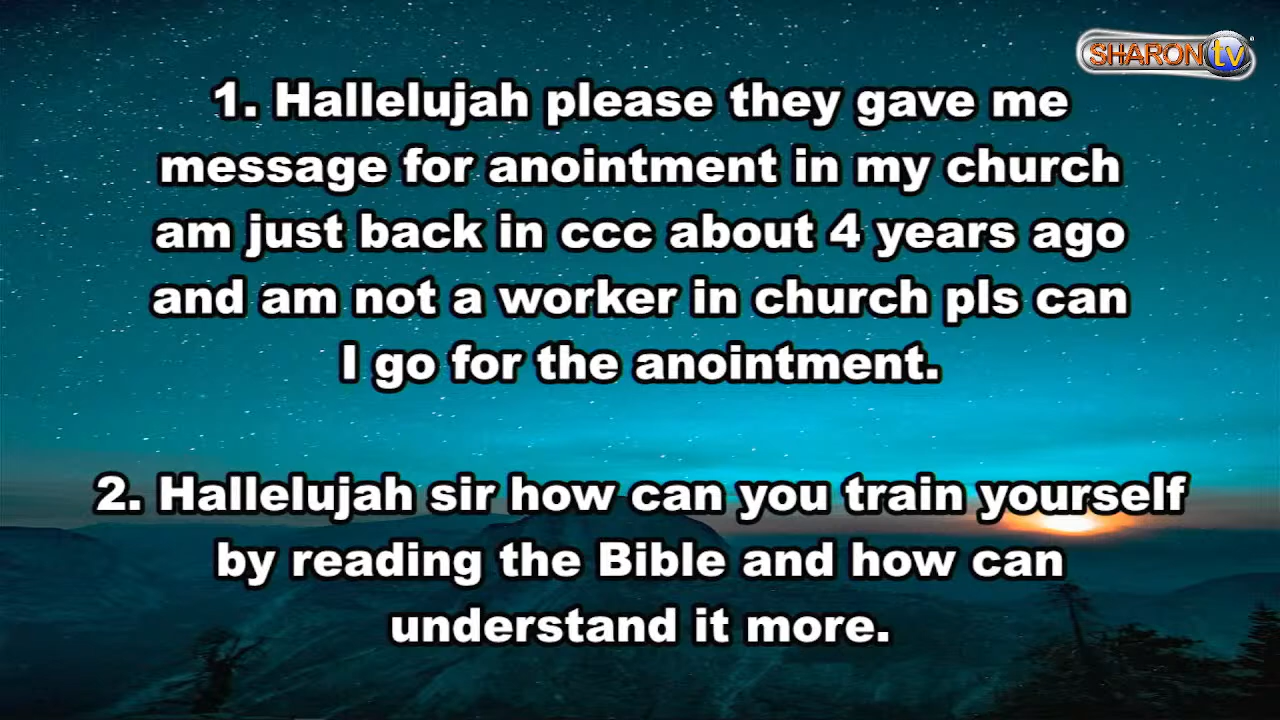 SHARON tv
1. Hallelujah please they gave me
message for anointment in my church
am just back in ccc about 4 years ago
and am not a worker in church pls can
I go for the anointment.
2. Hallelujah sir how can you train yourself
by reading the Bible and how can
understand it more.